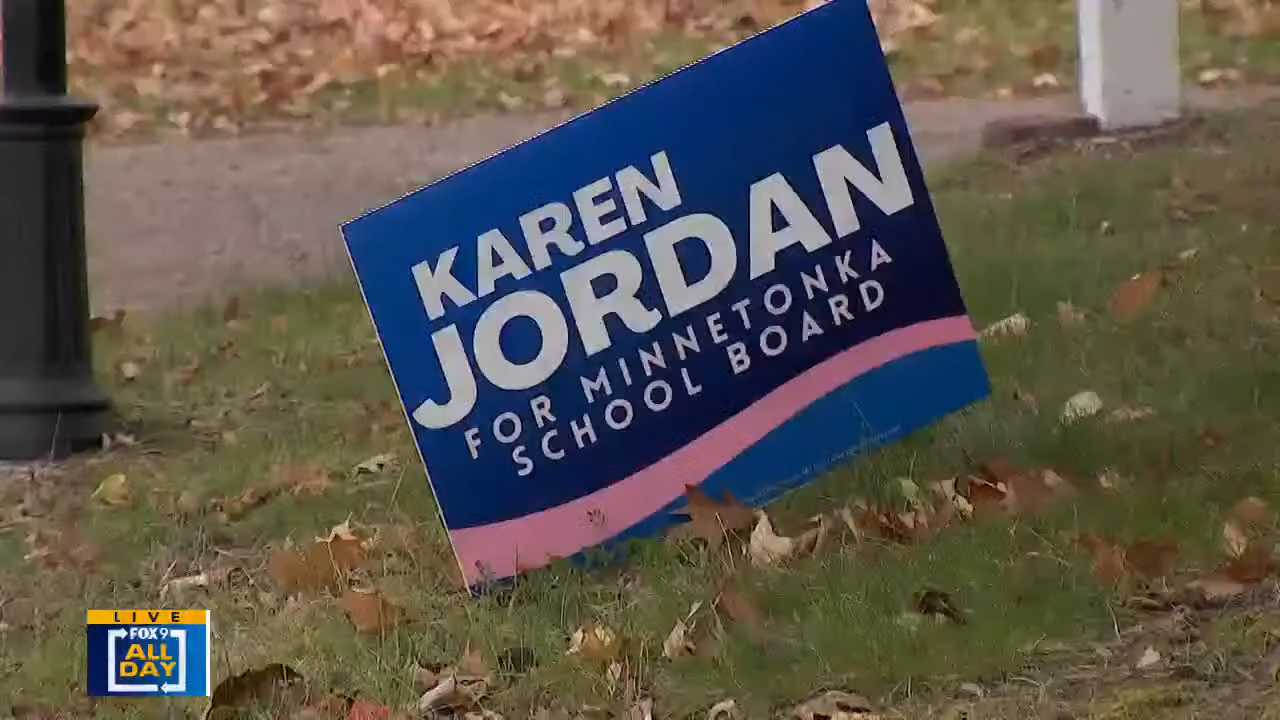 KAREN
JORDAN
FOR MINNETONKA
SCHOOL BOARD
LIVE
FOX 9
ALL
DAY